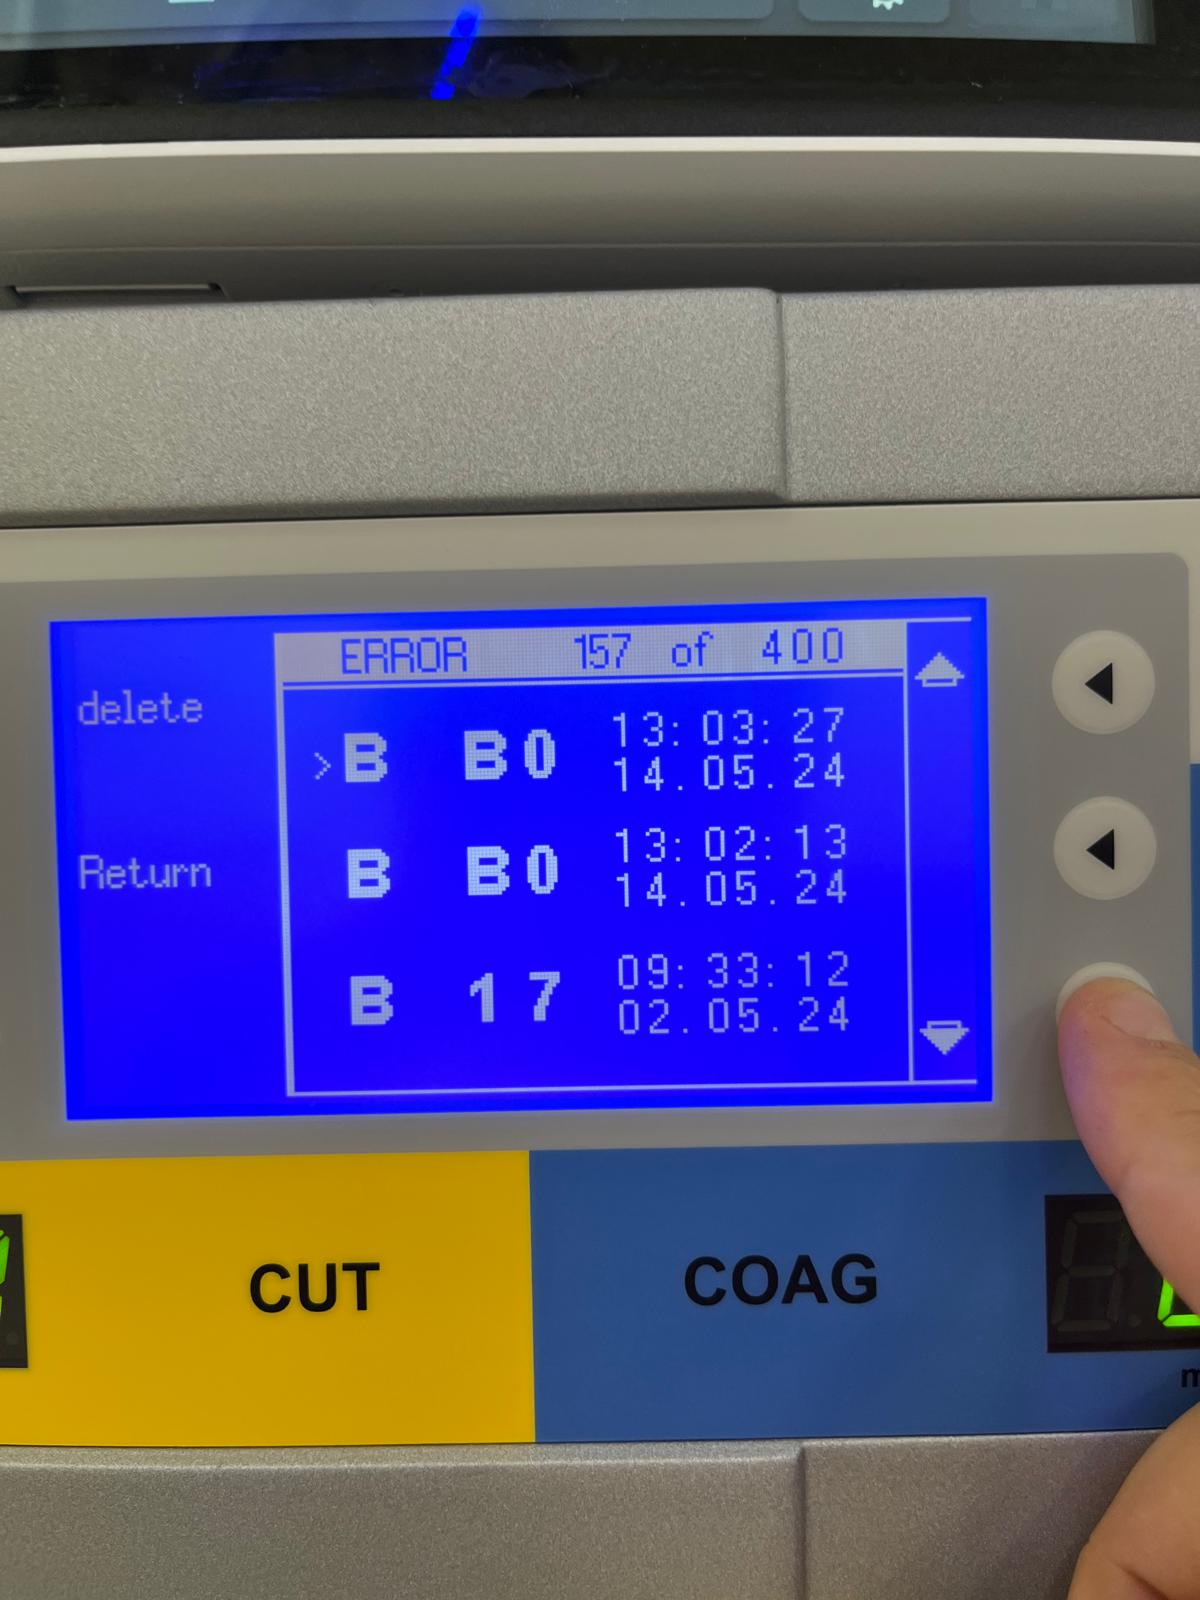 ERROR 157 of 400
delete
>B B0 13:03:27
14.05.24
Return
B B0 13:02:13
14.05.24
B 17 09:33:12
02.05.24
CUT
COAG